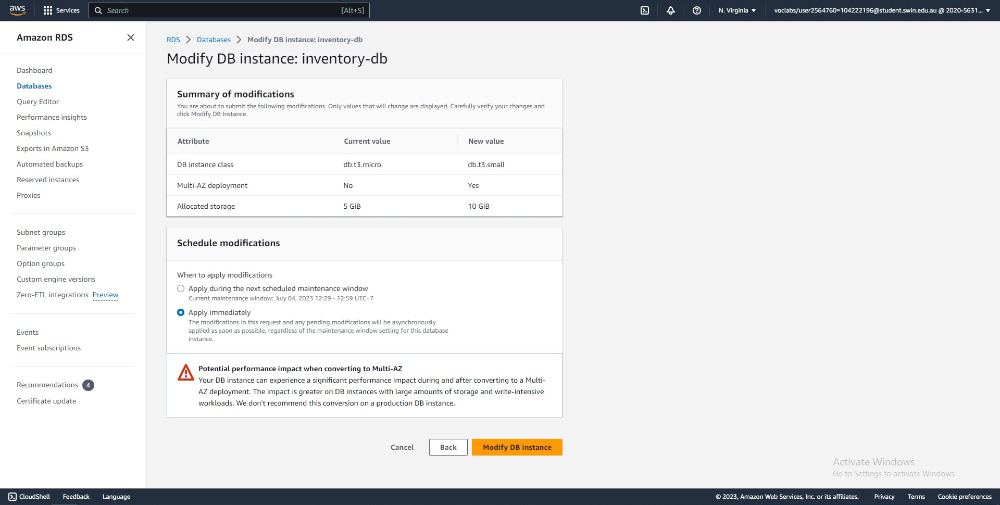 aws
Services
Search
[Alt+S]
N. Virginia
voclabs/user2564760=104222196@student.swin.edu.au @ 2020-5631...
Amazon RDS
Dashboard
Databases
Query Editor
Performance insights
Snapshots
Exports in Amazon S3
Automated backups
Reserved instances
Proxies
Subnet groups
Parameter groups
Option groups
Custom engine versions
Zero-ETL integrations Preview
Events
Event subscriptions
Recommendations 4
Certificate update
RDS > Databases > Modify DB instance: inventory-db
Modify DB instance: inventory-db
Summary of modifications
You are about to submit the following modifications. Only values that will change are displayed. Carefully verify your changes and
click Modify DB Instance.
Attribute Current value New value
DB instance class db.t3.micro db.t3.small
Multi-AZ deployment No Yes
Allocated storage 5 GiB 10 GiB
Schedule modifications
When to apply modifications
Apply during the next scheduled maintenance window
Current maintenance window: July 04, 2023 12:29 - 12:59 UTC+7
Apply immediately
The modifications in this request and any pending modifications will be asynchronously
applied as soon as possible, regardless of the maintenance window setting for this database
instance.
Potential performance impact when converting to Multi-AZ
Your DB instance can experience a significant performance impact during and after converting to a Multi-
AZ deployment. The impact is greater on DB instances with large amounts of storage and write-intensive
workloads. We don't recommend this conversion on a production DB instance.
Cancel Back Modify DB instance
Activate Windows
Go to Settings to activate Windows.
CloudShell Feedback Language
© 2023, Amazon Web Services, Inc. or its affiliates. Privacy Terms Cookie preferences